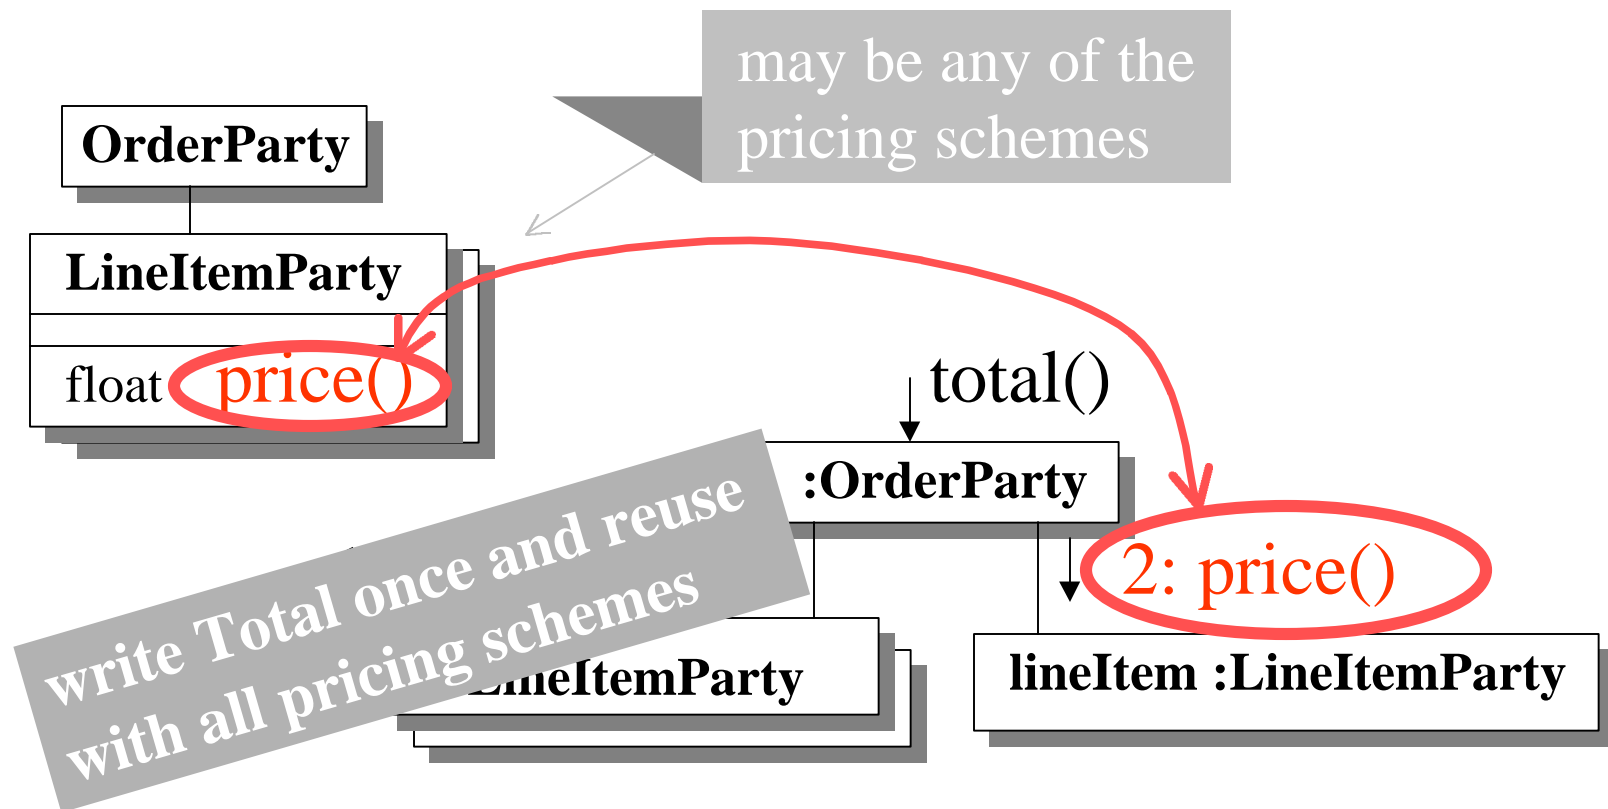 may be any of the
pricing schemes
OrderParty
LineItemParty
float price()
total()
:OrderParty
write Total once and reuse
with all pricing schemes
2: price()
LineItemParty
lineItem :LineItemParty